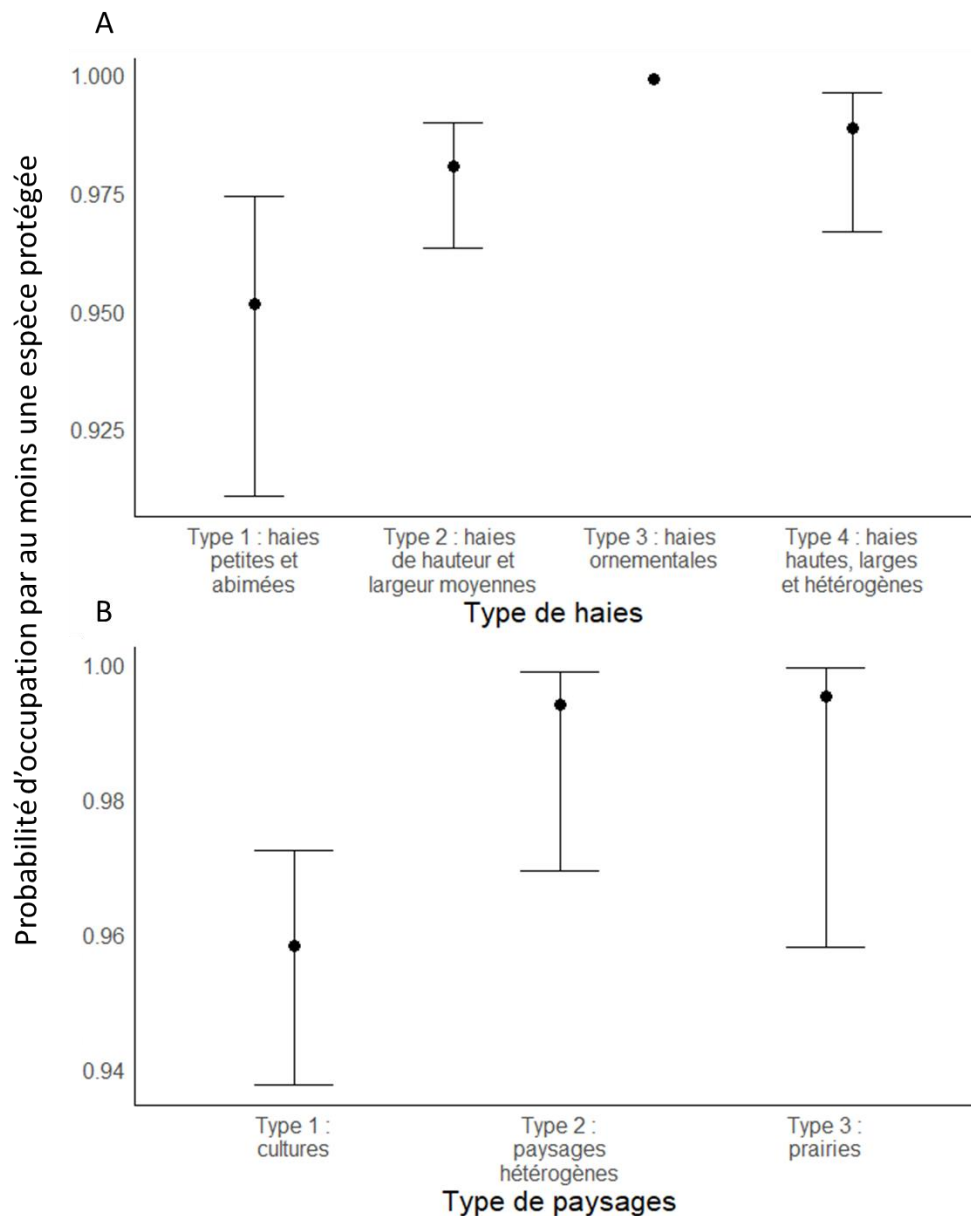 A
Probabilité d'occupation par au moins une espèce protégée
1.000
0.975
0.950
0.925
Type 1 : haies
petites et
abimées
Type 2 : haies
de hauteur et
largeur moyennes
Type 3 : haies
ornementales
Type 4 : haies
hautes, larges
et hétérogènes
Type de haies
B
1.00
0.98
0.96
0.94
Type 1 :
cultures
Type 2 :
paysages
hétérogènes
Type 3 :
prairies
Type de paysages